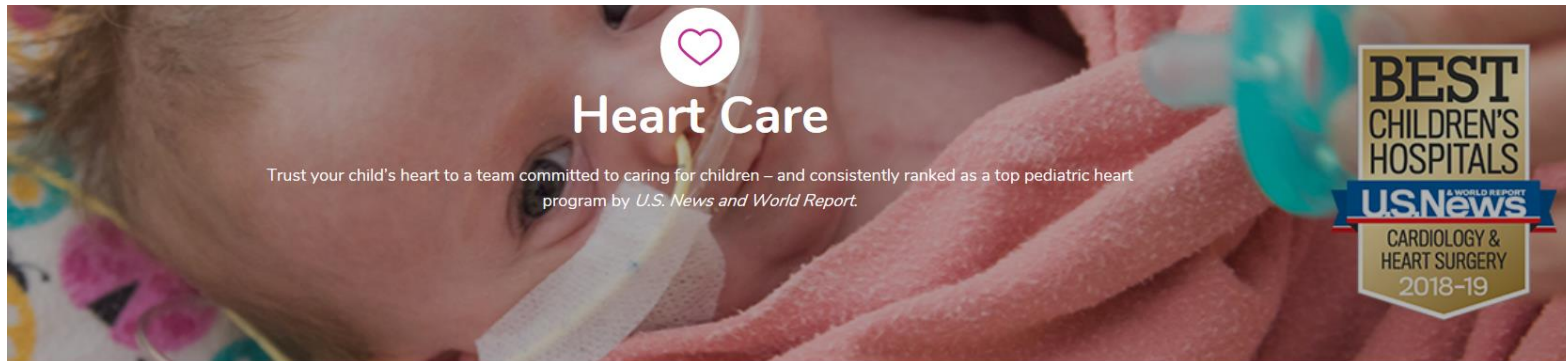 Heart Care
Trust your child's heart to a team committed to caring for children – and consistently ranked as a top pediatric heart
program by U.S. News and World Report.
BEST
CHILDREN'S
HOSPITALS
U.S.News
& WORLD REPORT
CARDIOLOGY &
HEART SURGERY
2018-19